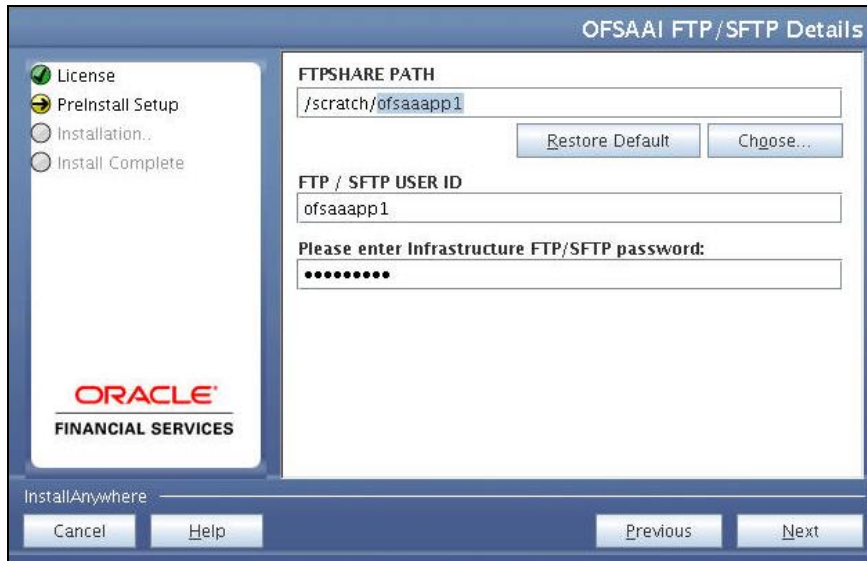 OFSAAI FTP/SFTP Details
License
PreInstall Setup
Installation..
Install Complete
FTPSHARE PATH
/scratch/ofsaaapp1
Restore Default
Choose...
FTP / SFTP USER ID
ofsaaapp1
Please enter Infrastructure FTP/SFTP password:
•••••••••
ORACLE
FINANCIAL SERVICES
InstallAnywhere
Cancel
Help
Previous
Next